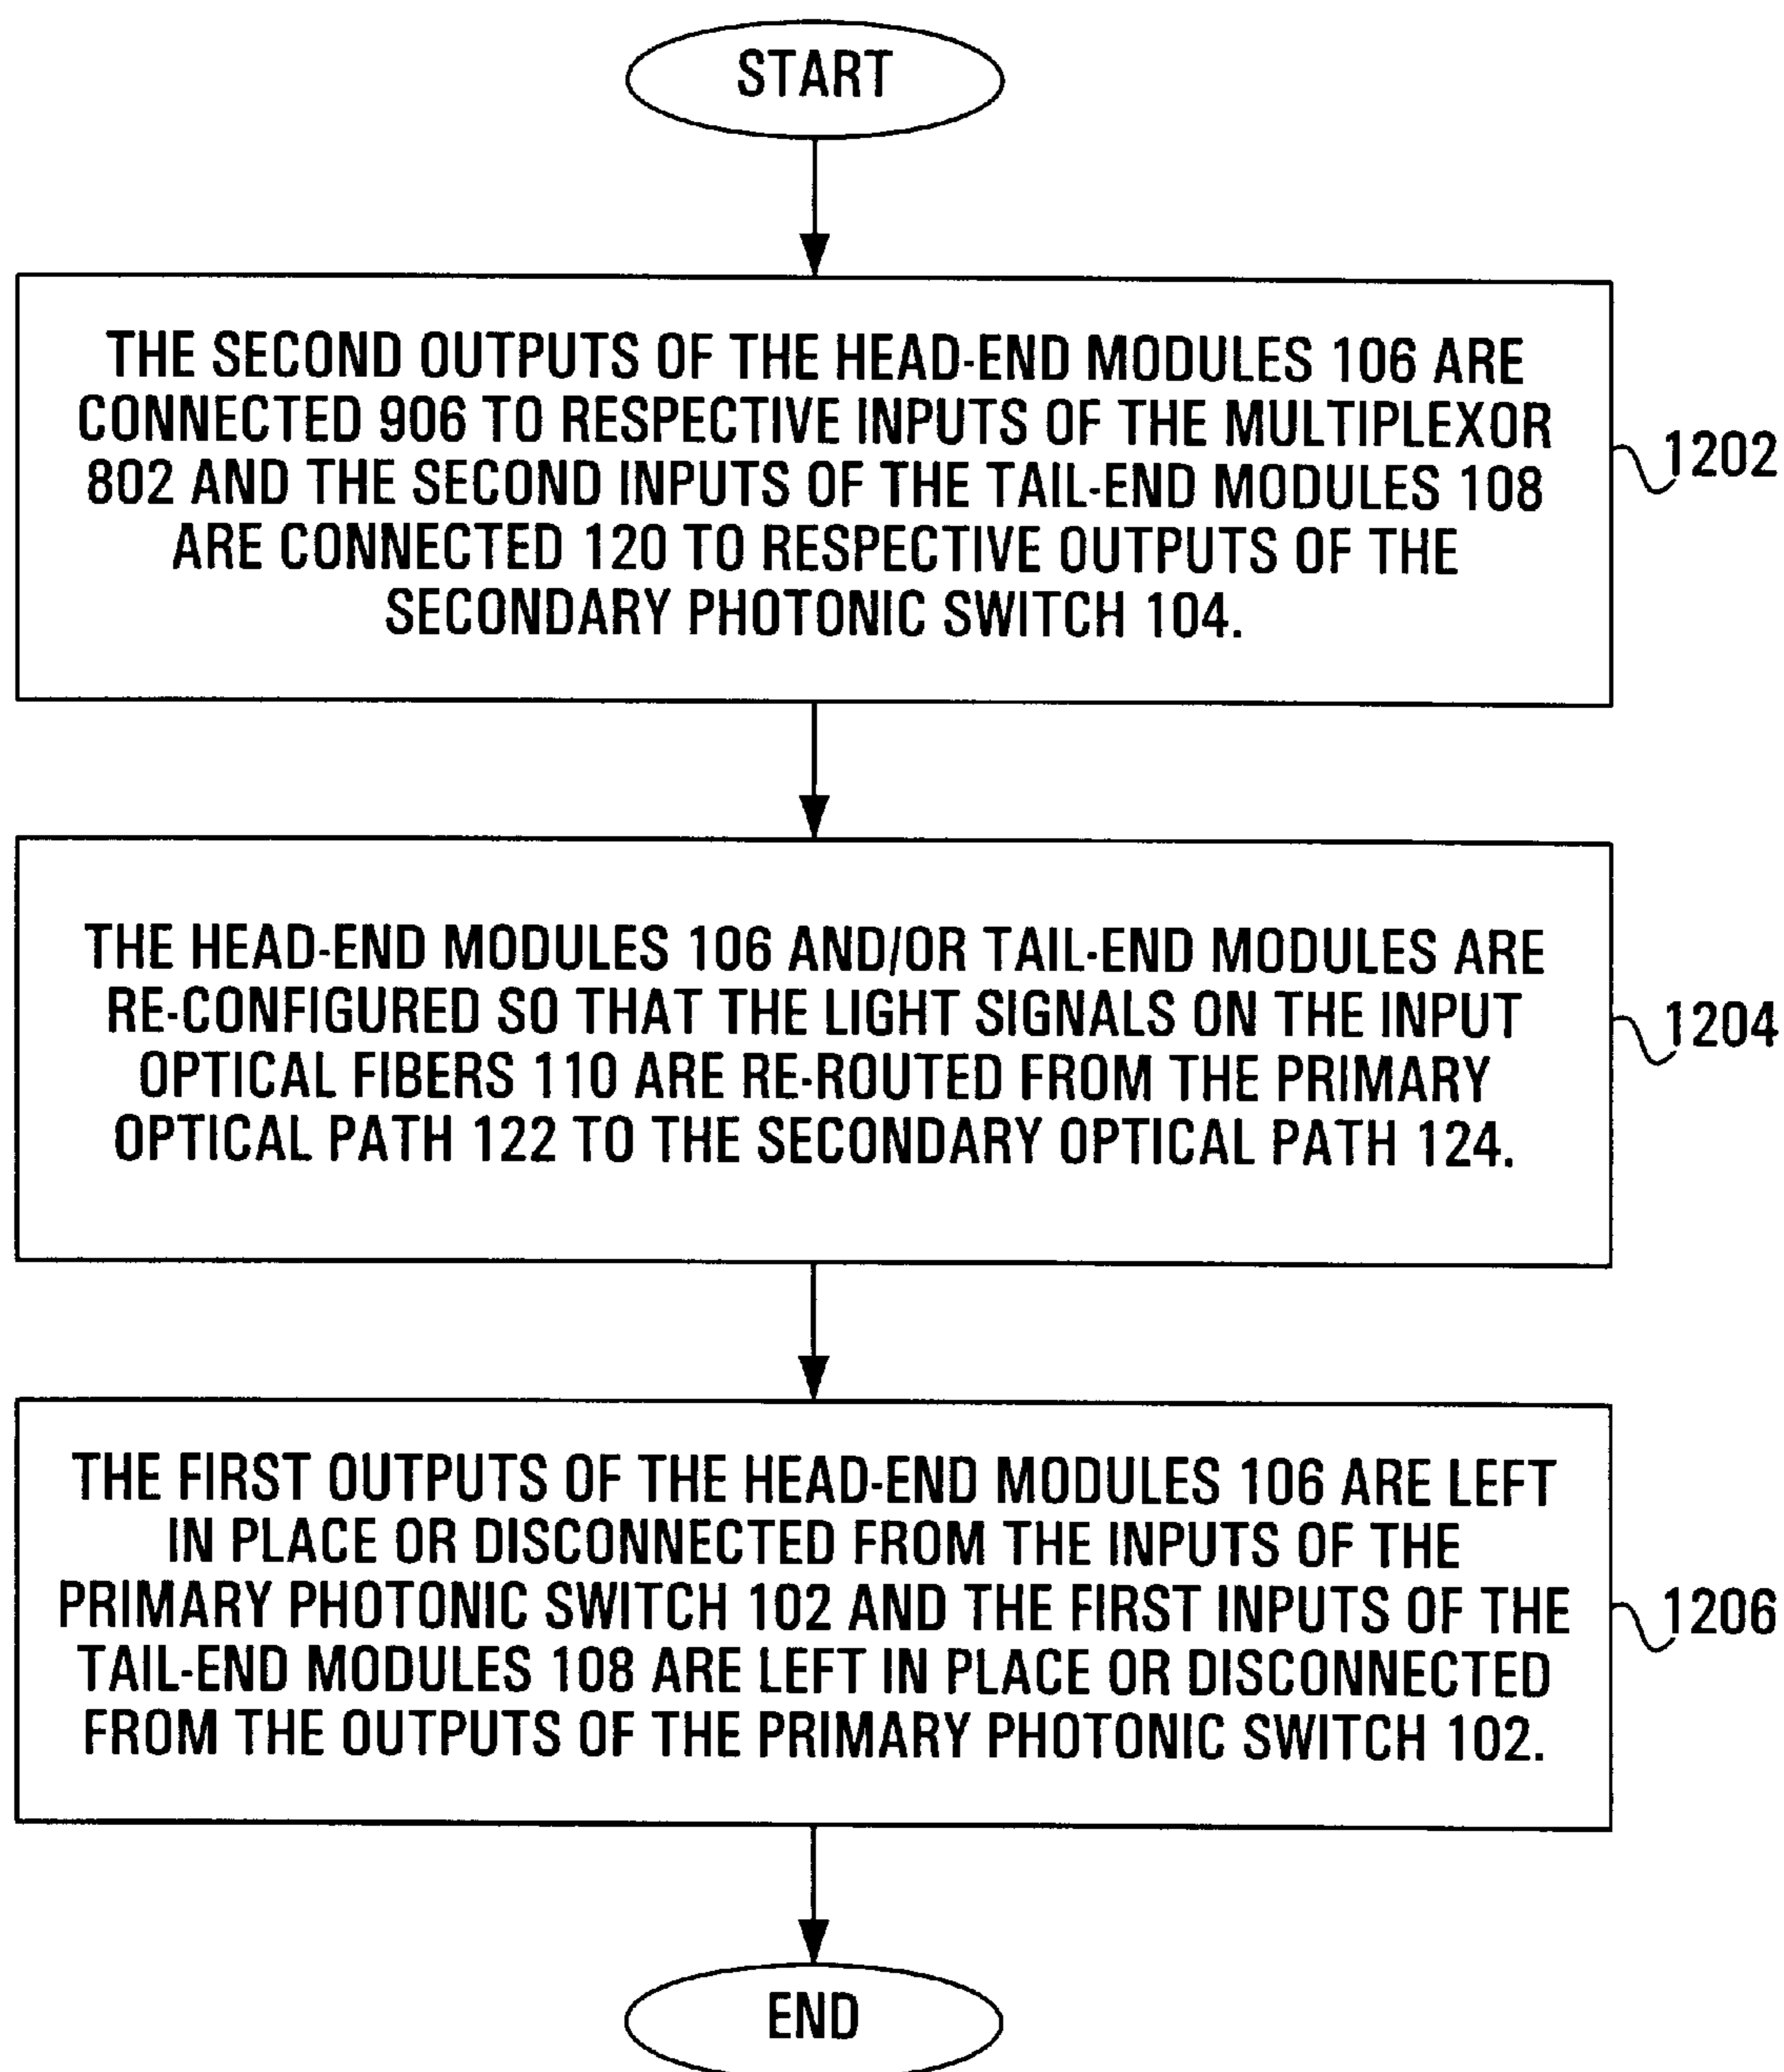 START
THE SECOND OUTPUTS OF THE HEAD-END MODULES 106 ARE
CONNECTED 906 TO RESPECTIVE INPUTS OF THE MULTIPLEXOR
802 AND THE SECOND INPUTS OF THE TAIL-END MODULES 108
ARE CONNECTED 120 TO RESPECTIVE OUTPUTS OF THE
SECONDARY PHOTONIC SWITCH 104.
1202
THE HEAD-END MODULES 106 AND/OR TAIL-END MODULES ARE
RE-CONFIGURED SO THAT THE LIGHT SIGNALS ON THE INPUT
OPTICAL FIBERS 110 ARE RE-ROUTED FROM THE PRIMARY
OPTICAL PATH 122 TO THE SECONDARY OPTICAL PATH 124.
1204
THE FIRST OUTPUTS OF THE HEAD-END MODULES 106 ARE LEFT
IN PLACE OR DISCONNECTED FROM THE INPUTS OF THE
PRIMARY PHOTONIC SWITCH 102 AND THE FIRST INPUTS OF THE
TAIL-END MODULES 108 ARE LEFT IN PLACE OR DISCONNECTED
FROM THE OUTPUTS OF THE PRIMARY PHOTONIC SWITCH 102.
1206
END